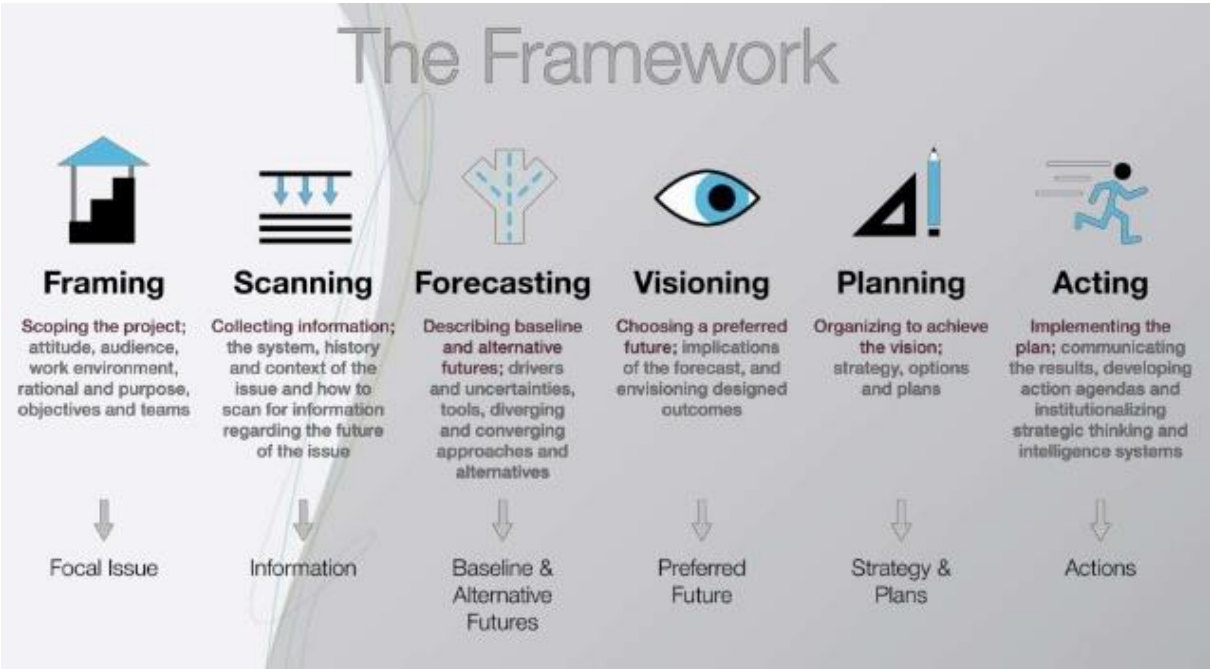 The Framework
Framing
Scoping the project;
attitude, audience,
work environment,
rational and purpose,
objectives and teams
Focal Issue
Scanning
Collecting information;
the system, history
and context of the
issue and how to
scan for information
regarding the future
of the issue
Information
Forecasting
Describing baseline
and alternative
futures; drivers
and uncertainties,
tools, diverging
and converging
approaches and
alternatives
Baseline &
Alternative
Futures
Visioning
Choosing a preferred
future; implications
of the forecast, and
envisioning designed
outcomes
Preferred
Future
Planning
Organizing to achieve
the vision;
strategy, options
and plans
Strategy &
Plans
Acting
Implementing the
plan; communicating
the results, developing
action agendas and
institutionalizing
strategic thinking and
intelligence systems
Actions